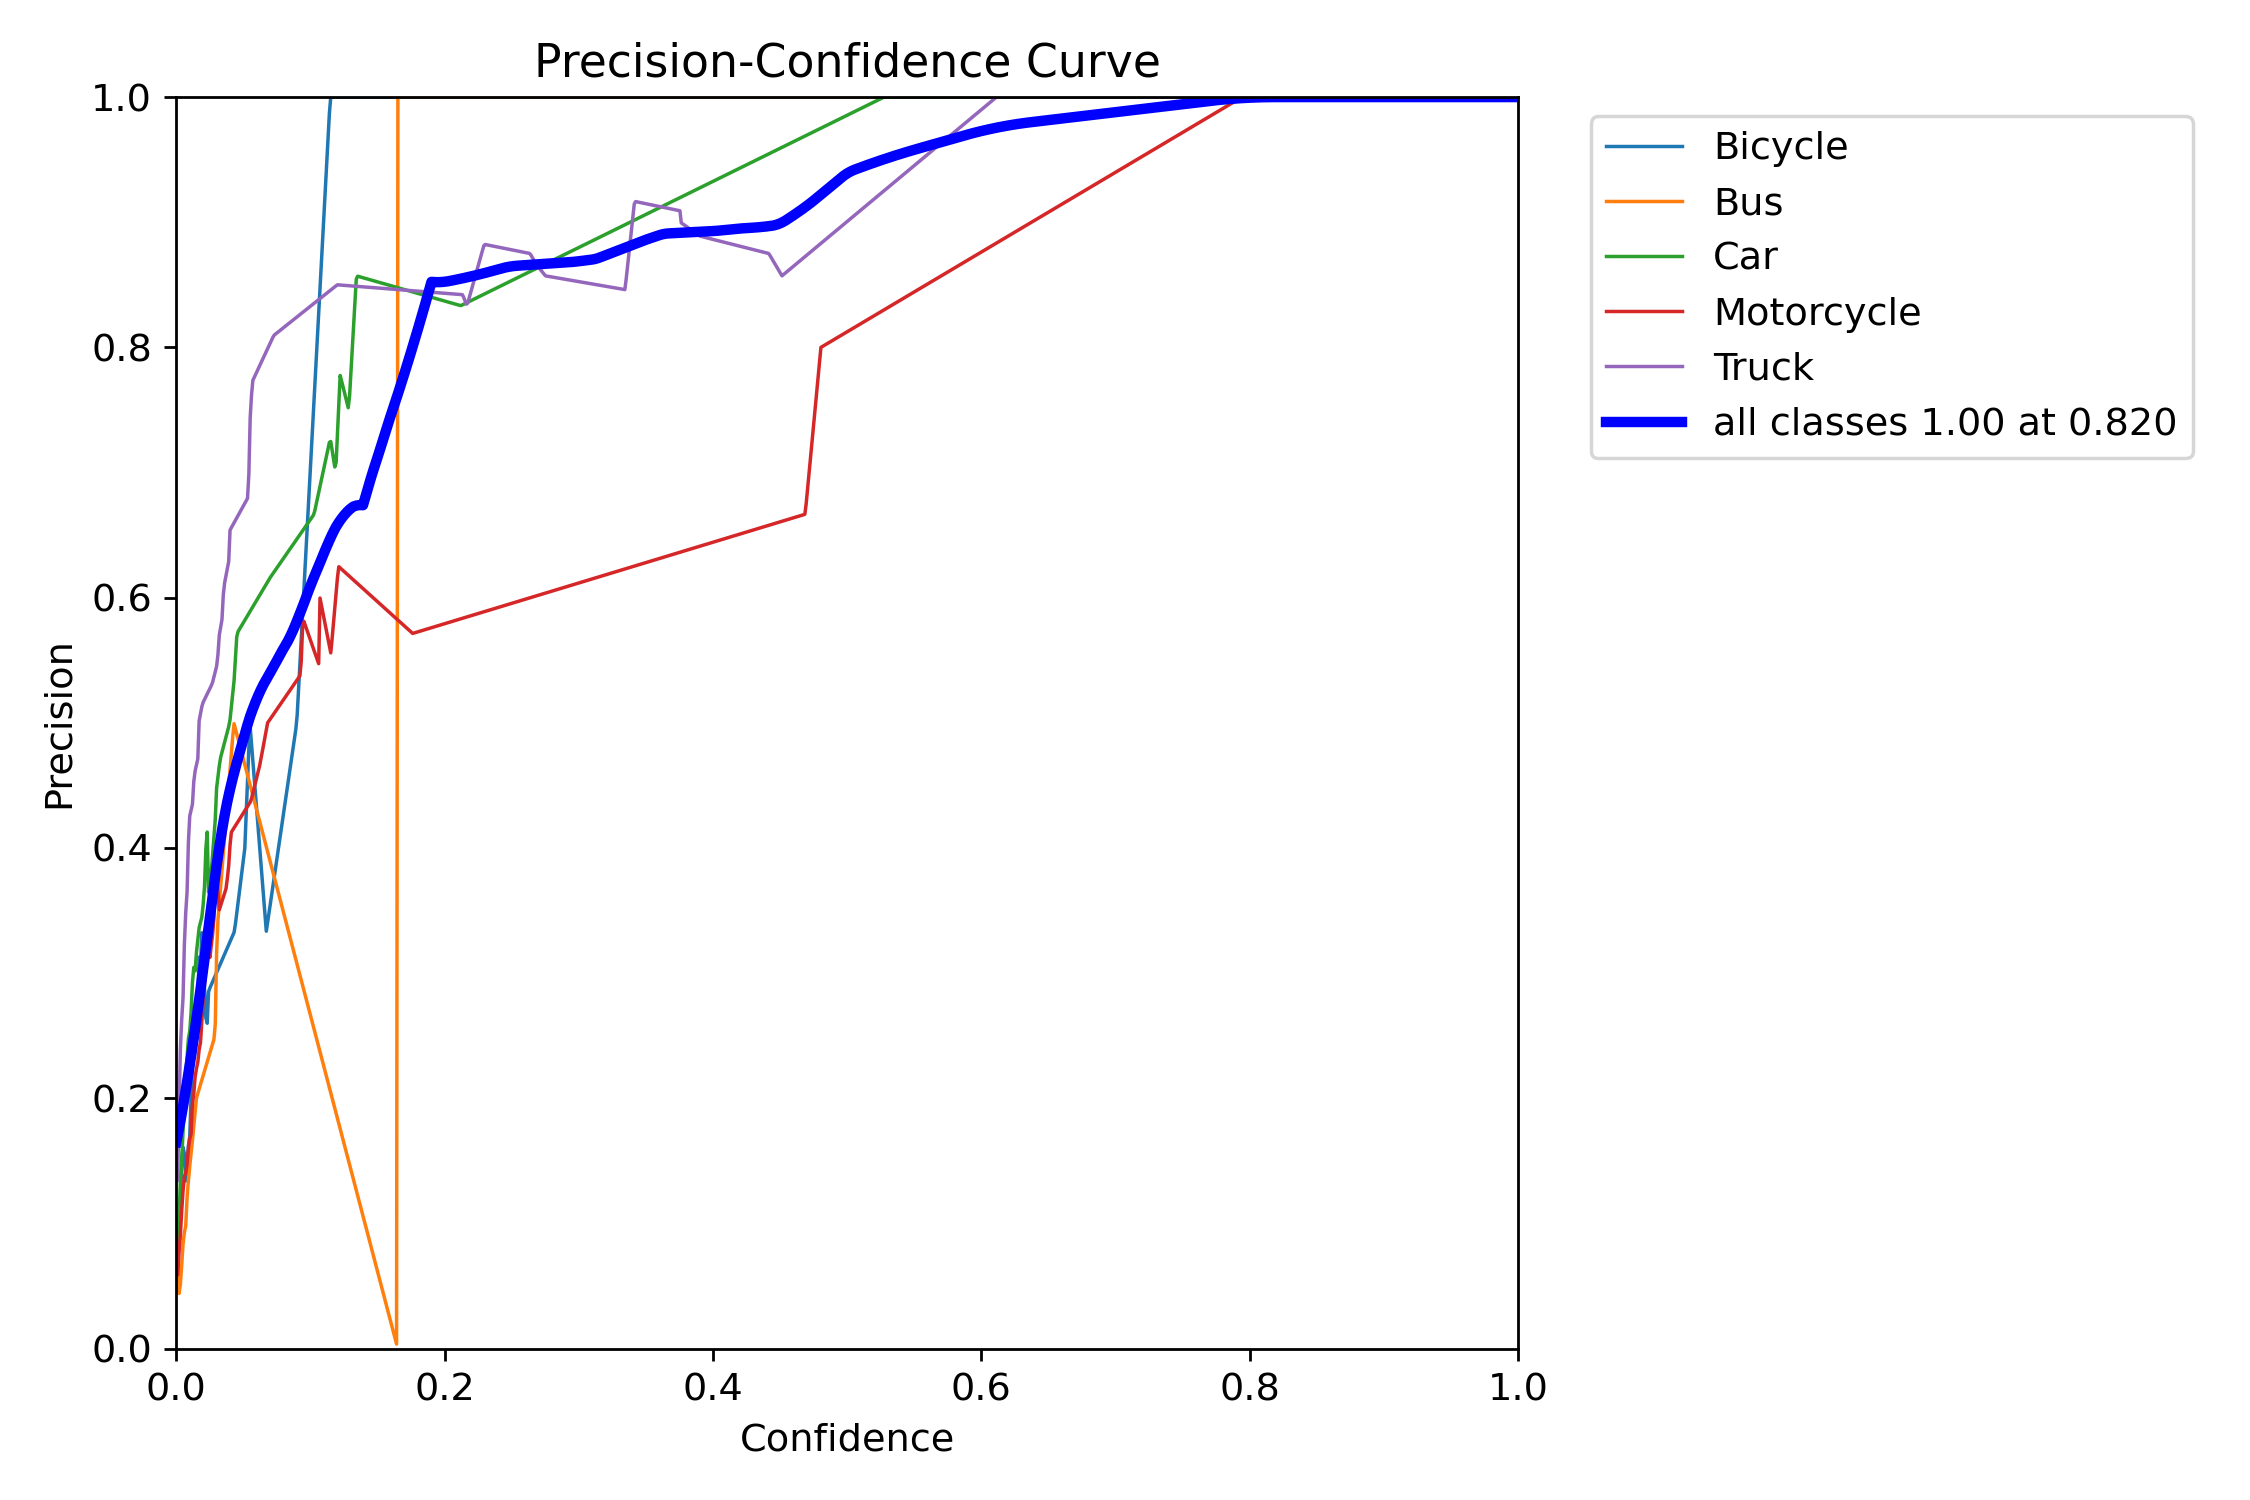 Precision-Confidence Curve
1.0
0.8
0.6
0.4
0.2
0.0
Precision
0.0 0.2 0.4 0.6 0.8 1.0
Confidence
Bicycle
Bus
Car
Motorcycle
Truck
all classes 1.00 at 0.820